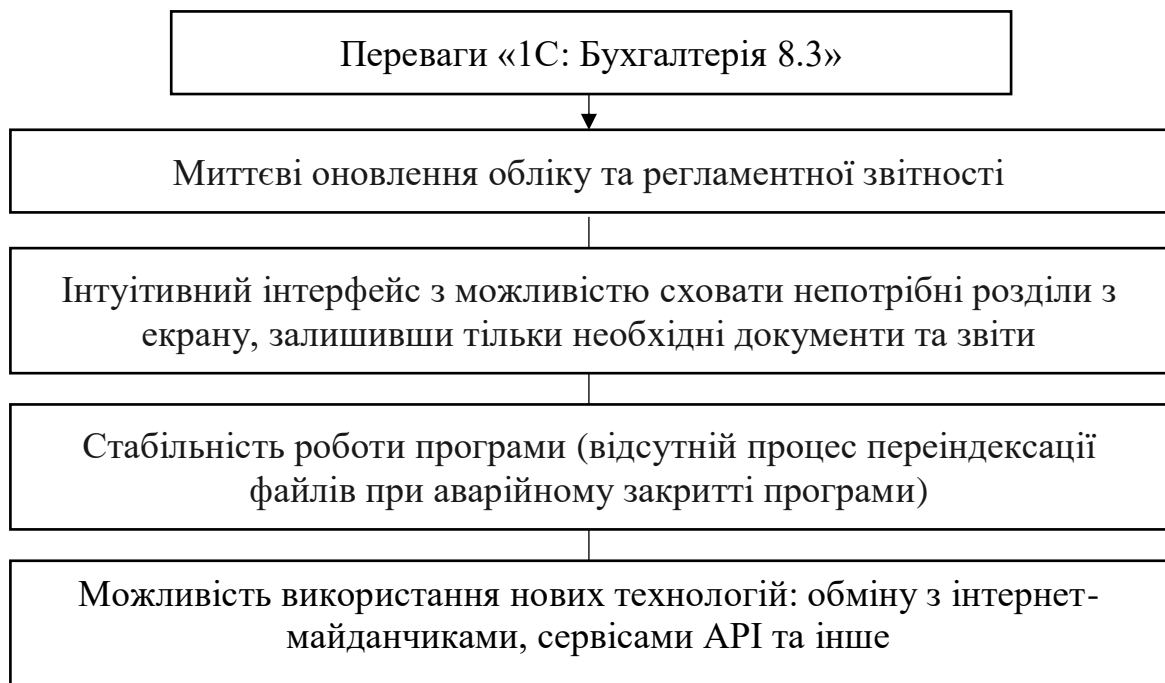 Переваги «1С: Бухгалтерія 8.3»
Миттєві оновлення обліку та регламентної звітності
Інтуітивний інтерфейс з можливістю сховати непотрібні розділи з
екрану, залишивши тільки необхідні документи та звіти
Стабільність роботи програми (відсутній процес переіндексації
файлів при аварійному закритті програми)
Можливість використання нових технологій: обміну з інтернет-
майданчиками, сервісами API та інше